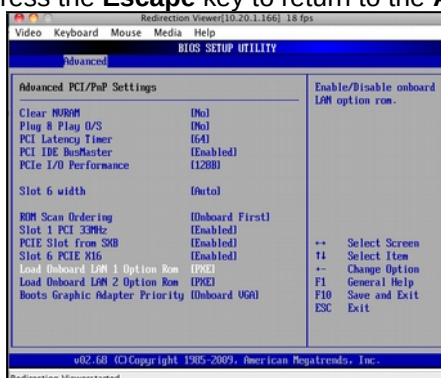 ress the Escape key to return to the A
Redirection Viewer[10.20.1.166] 18 fps
Video Keyboard Mouse Media Help
BIOS SETUP UTILITY
Advanced
Advanced PCI/PnP Settings
Clear NVRAM [No]
Plug & Play O/S [No]
PCI Latency Timer [64]
PCI IDE BusMaster [Enabled]
PCIe I/O Performance [128B]
Slot 6 width [Auto]
ROM Scan Ordering [Onboard First]
Slot 1 PCI 33MHz [Enabled]
PCIE Slot from SXB [Enabled]
Slot 6 PCIE X16 [Enabled]
Load Onboard LAN 1 Option Rom [PXE]
Load Onboard LAN 2 Option Rom [PXE]
Boots Graphic Adapter Priority [Onboard VGA]
Enable/Disable onboard
LAN option rom.
↔ Select Screen
↑↓ Select Item
+- Change Option
F1 General Help
F10 Save and Exit
ESC Exit
v02.68 (C)Copyright 1985-2009, American Megatrends, Inc.
Redirection Viewerstarted